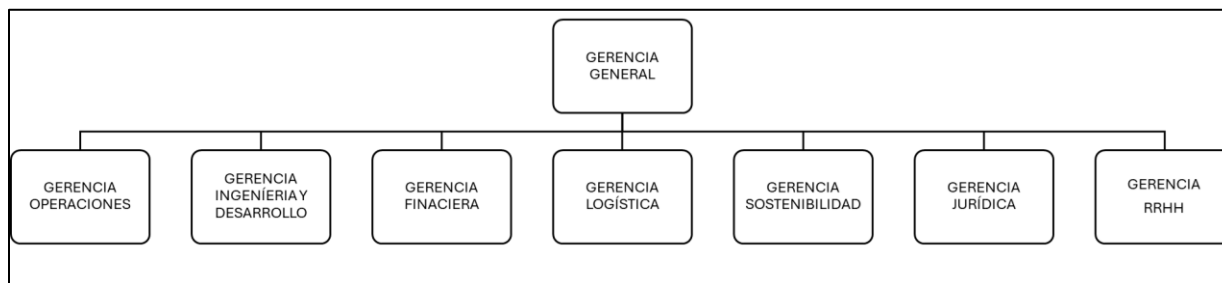 GERENCIA
GENERAL
GERENCIA
OPERACIONES
GERENCIA
INGENÍERIA Y
DESARROLLO
GERENCIA
FINACIERA
GERENCIA
LOGÍSTICA
GERENCIA
SOSTENIBILIDAD
GERENCIA
JURÍDICA
GERENCIA
RRHH